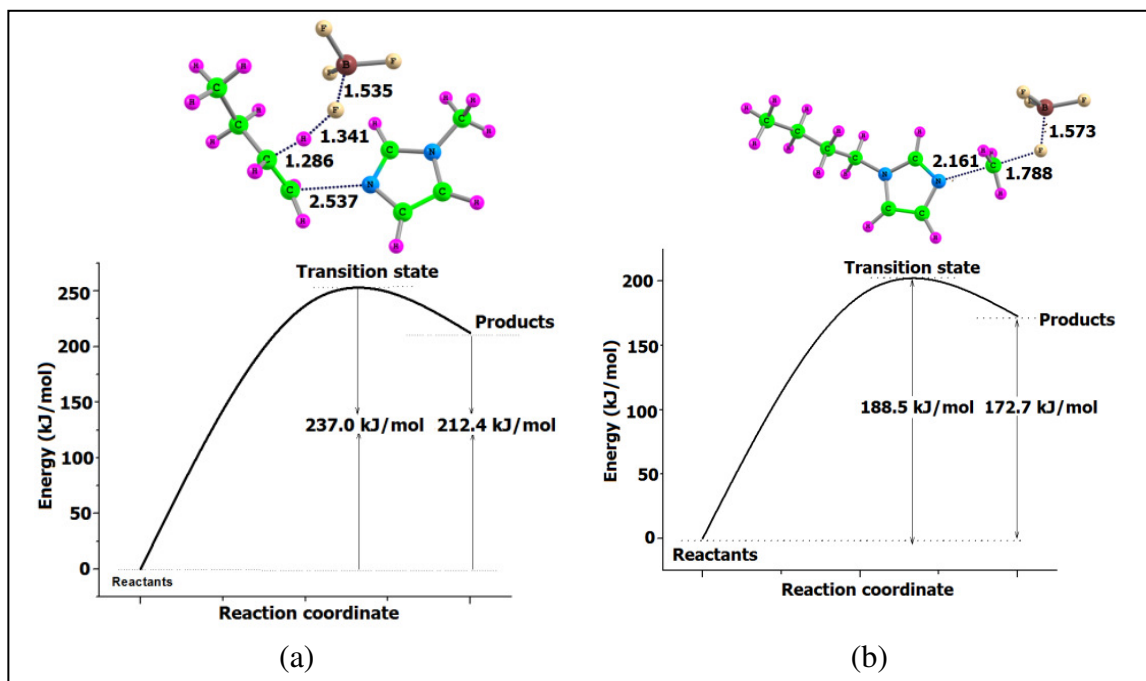 F
B
F
F
1.535
F
H
H
C
H
H
H
C
H
H
1.341
C
H
H
C
H
1.286
H
C
C
N
H
N
2.537
C
H
C
C
H
H
Transition state
250
Products
200
150
237.0 kJ/mol
212.4 kJ/mol
100
50
0
Reactants
Energy (kJ/mol)
Reaction coordinate
(a)
F
F
B
F
1.573
F
H
H
C
H
C
H
H
C
H
C
H
H
H
H
C
N
N
2.161
C
H
1.788
H
C
C
H
H
Transition state
200
Products
150
188.5 kJ/mol
172.7 kJ/mol
100
50
0
Reactants
Energy (kJ/mol)
Reaction coordinate
(b)